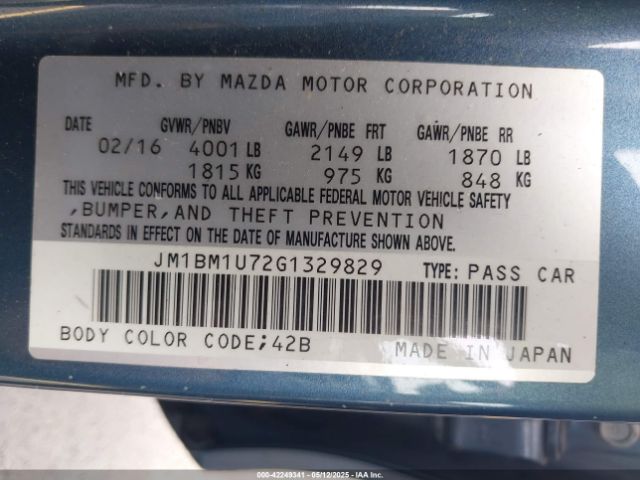 MFD. BY MAZDA MOTOR CORPORATION
DATE GVWR/PNBV GAWR/PNBE FRT GAWR/PNBE RR
02/16 4001 LB 2149 LB 1870 LB
1815 KG 975 KG 848 KG
THIS VEHICLE CONFORMS TO ALL APPLICABLE FEDERAL MOTOR VEHICLE SAFETY
,BUMPER,AND THEFT PREVENTION
STANDARDS IN EFFECT ON THE DATE OF MANUFACTURE SHOWN ABOVE.
JM1BM1U72G1329829 TYPE: PASS CAR
BODY COLOR CODE;42B MADE IN JAPAN
000-42249341 - 05/12/2025 - IAA Inc.